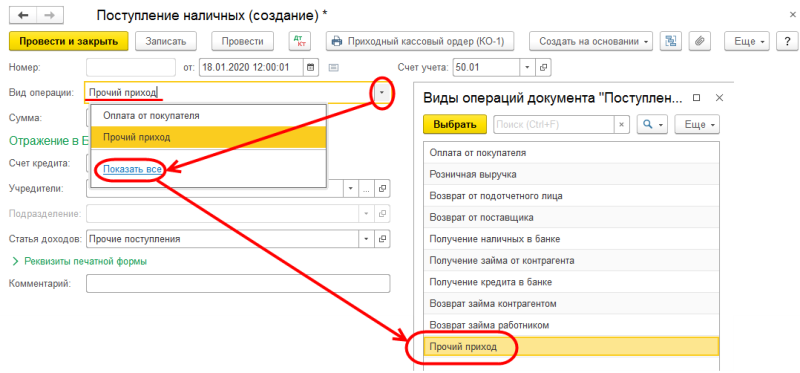 Поступление наличных (создание) *
Провести и закрыть Записать Провести Дт Кт Приходный кассовый ордер (КО-1) Создать на основании Еще ?
Номер: от: 18.01.2020 12:00:01 Счет учета: 50.01
Вид операции: Прочий приход
Сумма:
Оплата от покупателя
Прочий приход
Показать все
Отражение в Б
Счет кредита:
Учредители:
Подразделение:
Статья доходов: Прочие поступления
Реквизиты печатной формы
Комментарий:
Виды операций документа "Поступлен...
Выбрать Поиск (Ctrl+F) Еще
Оплата от покупателя
Розничная выручка
Возврат от подотчетного лица
Возврат от поставщика
Получение наличных в банке
Получение займа от контрагента
Получение кредита в банке
Возврат займа контрагентом
Возврат займа работником
Прочий приход